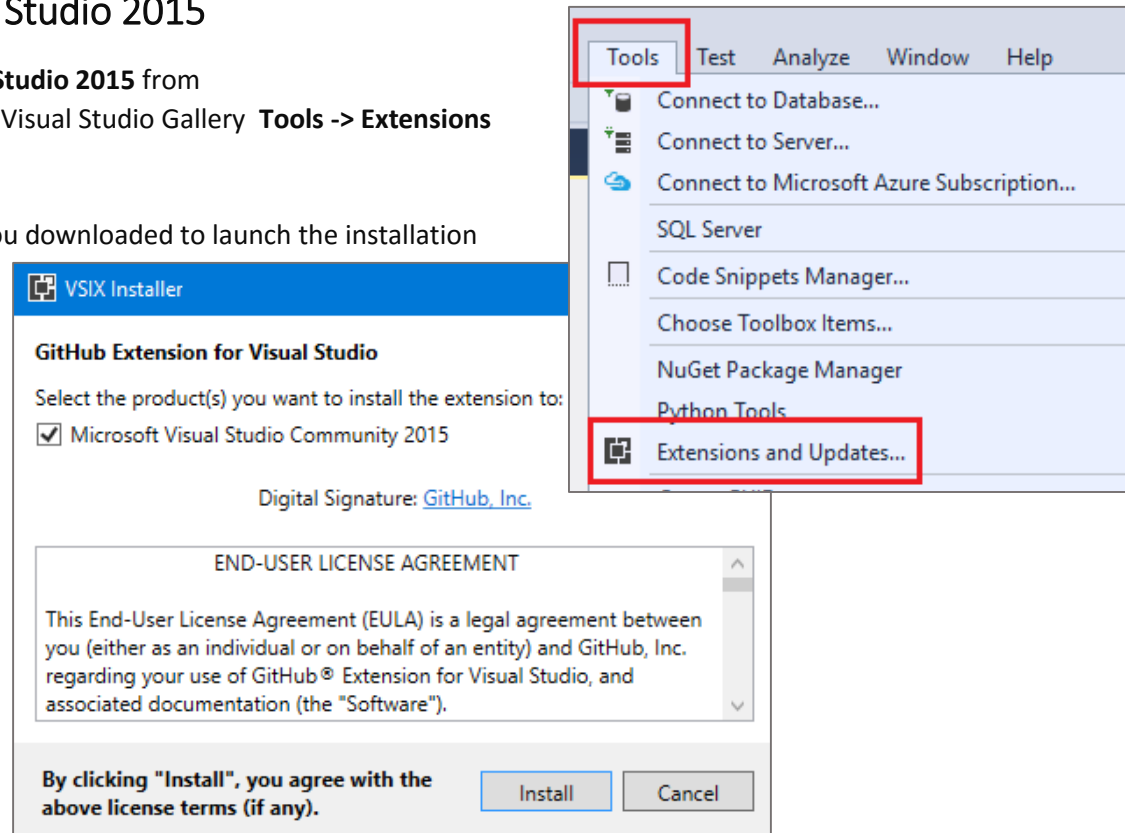 Studio 2015
Studio 2015 from
Visual Studio Gallery Tools -> Extensions
ou downloaded to launch the installation
Tools Test Analyze Window Help
Connect to Database...
Connect to Server...
Connect to Microsoft Azure Subscription...
SQL Server
Code Snippets Manager...
Choose Toolbox Items...
NuGet Package Manager
Python Tools
Extensions and Updates...
VSIX Installer
GitHub Extension for Visual Studio
Select the product(s) you want to install the extension to:
Microsoft Visual Studio Community 2015
Digital Signature: GitHub, Inc.
END-USER LICENSE AGREEMENT
This End-User License Agreement (EULA) is a legal agreement between
you (either as an individual or on behalf of an entity) and GitHub, Inc.
regarding your use of GitHub® Extension for Visual Studio, and
associated documentation (the "Software").
By clicking "Install", you agree with the
above license terms (if any).
Install Cancel